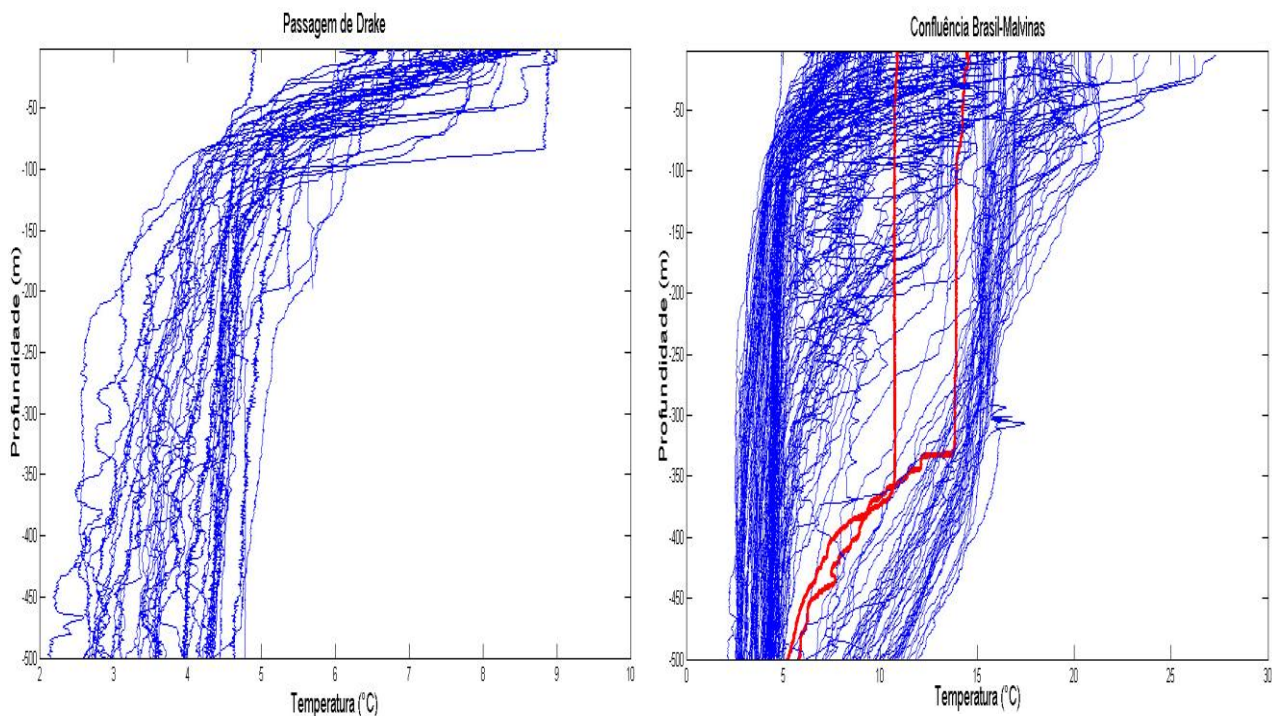 Passagem de Drake
-50
-100
-150
-200
-250
-300
-350
-400
-450
-500
2 3 4 5 6 7 8 9 10
Profundidade (m)
Temperatura (°C)
Confluência Brasil-Malvinas
-50
-100
-150
-200
-250
-300
-350
-400
-450
-500
0 5 10 15 20 25 30
Profundidade (m)
Temperatura (°C)